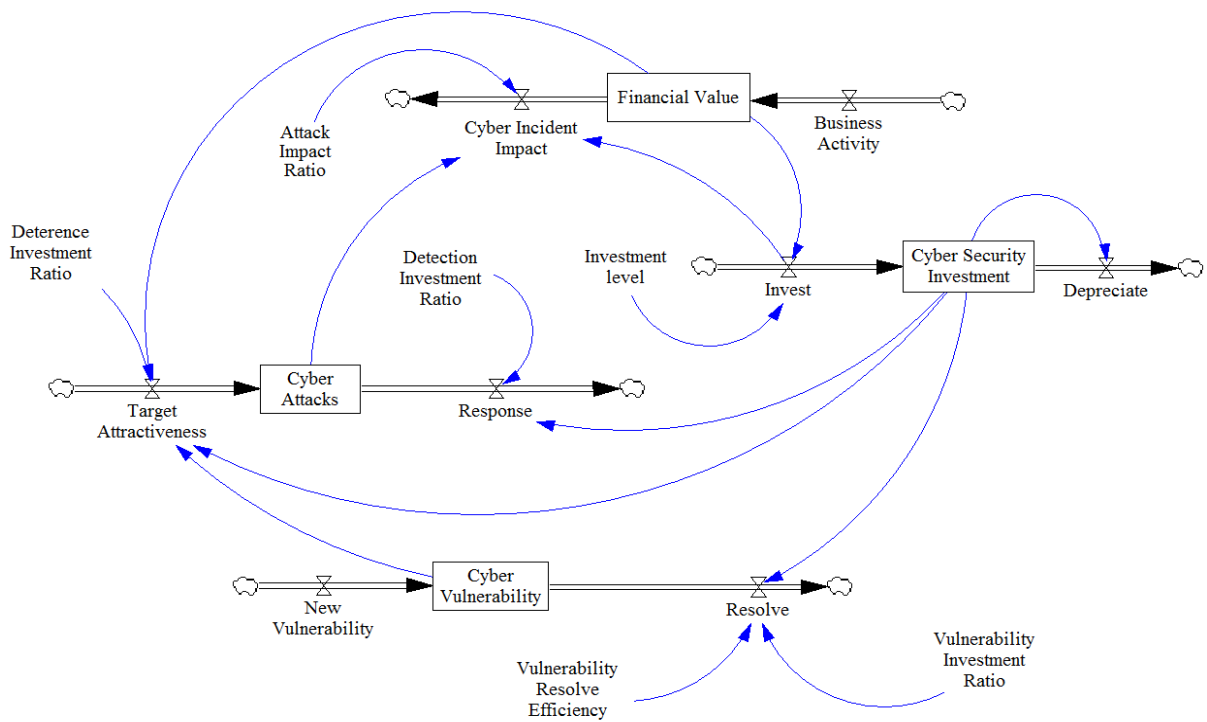 Financial Value
Cyber Incident
Impact
Business
Activity
Attack
Impact
Ratio
Deterence
Investment
Ratio
Detection
Investment
Ratio
Investment
level
Invest
Cyber Security
Investment
Depreciate
Target
Attractiveness
Cyber
Attacks
Response
New
Vulnerability
Cyber
Vulnerability
Resolve
Vulnerability
Resolve
Efficiency
Vulnerability
Investment
Ratio